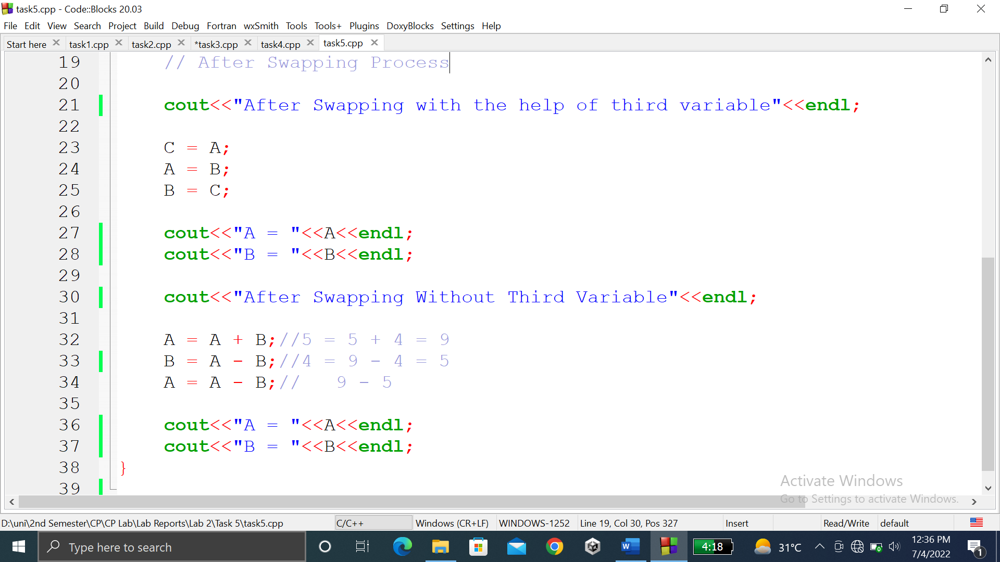 task5.cpp - Code::Blocks 20.03
File Edit View Search Project Build Debug Fortran wxSmith Tools Tools+ Plugins DoxyBlocks Settings Help
Start here task1.cpp task2.cpp *task3.cpp task4.cpp task5.cpp
19 // After Swapping Process
20
21 cout<<"After Swapping with the help of third variable"<<endl;
22
23 C = A;
24 A = B;
25 B = C;
26
27 cout<<"A = "<<A<<endl;
28 cout<<"B = "<<B<<endl;
29
30 cout<<"After Swapping Without Third Variable"<<endl;
31
32 A = A + B;//5 = 5 + 4 = 9
33 B = A - B;//4 = 9 - 4 = 5
34 A = A - B;//   9 - 5
35
36 cout<<"A = "<<A<<endl;
37 cout<<"B = "<<B<<endl;
38 }
39
Activate Windows
Go to Settings to activate Windows.
D:\uni\2nd Semester\CP\CP Lab\Lab Reports\Lab 2\Task 5\task5.cpp C/C++ Windows (CR+LF) WINDOWS-1252 Line 19, Col 30, Pos 327 Insert Read/Write default
Type here to search 4:18 31°C 12:36 PM
7/4/2022 1